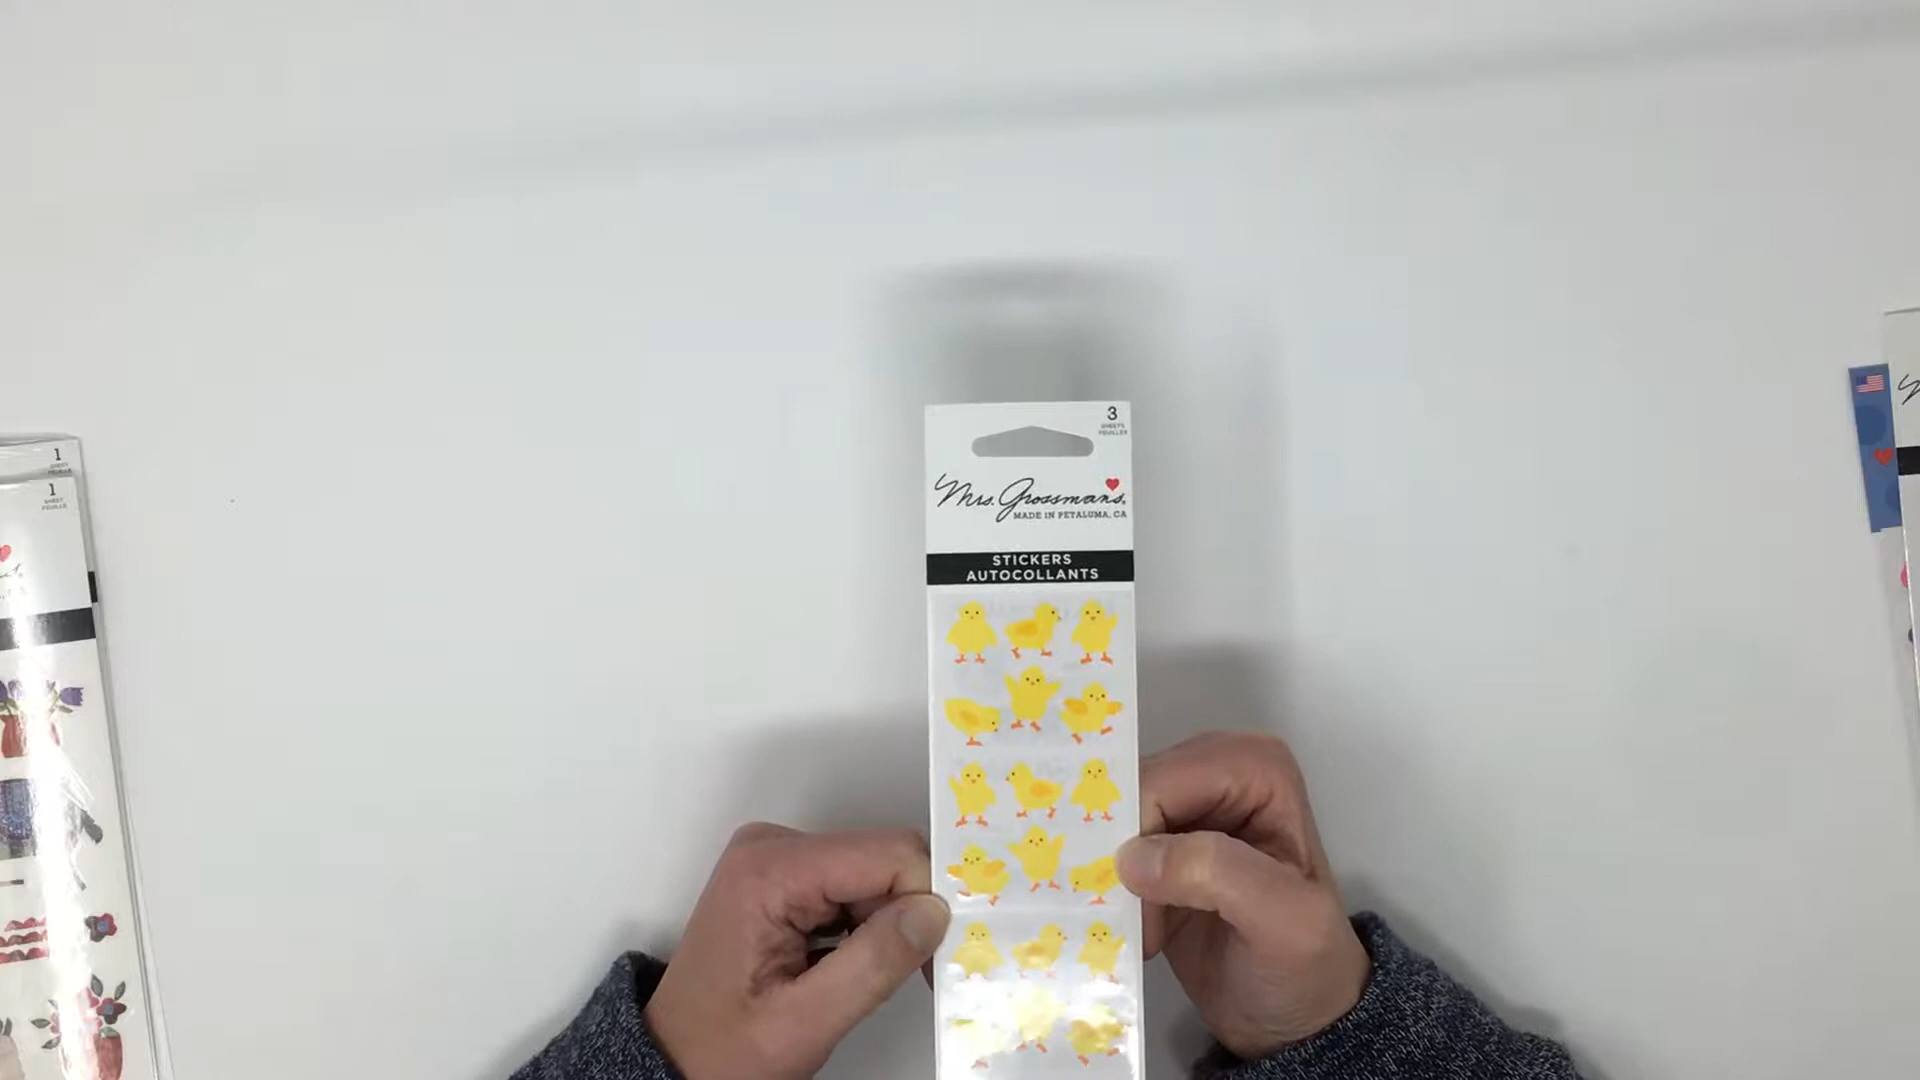 3
SHEETS
FEUILLES
Mrs. Grossman's
MADE IN PETALUMA, CA
STICKERS
AUTOCOLLANTS
1
SHEET
FEUILLE
1
SHEET
FEUILLE